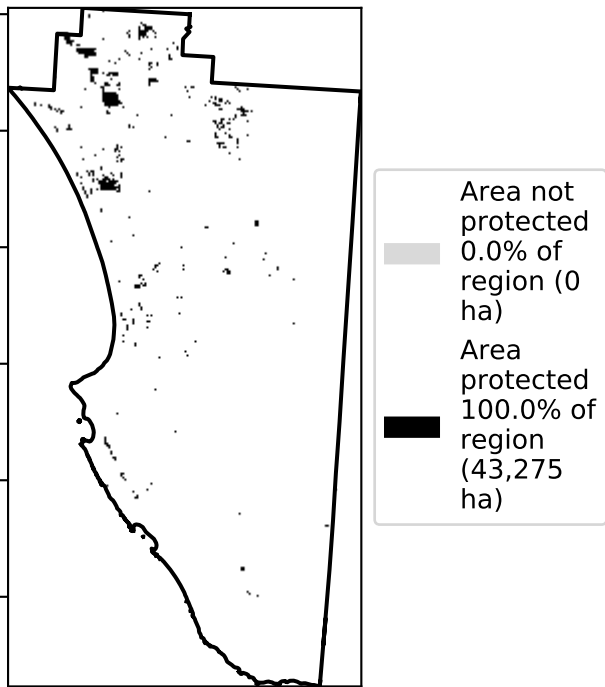 Area not
protected
0.0% of
region (0
ha)
Area
protected
100.0% of
region
(43,275
ha)